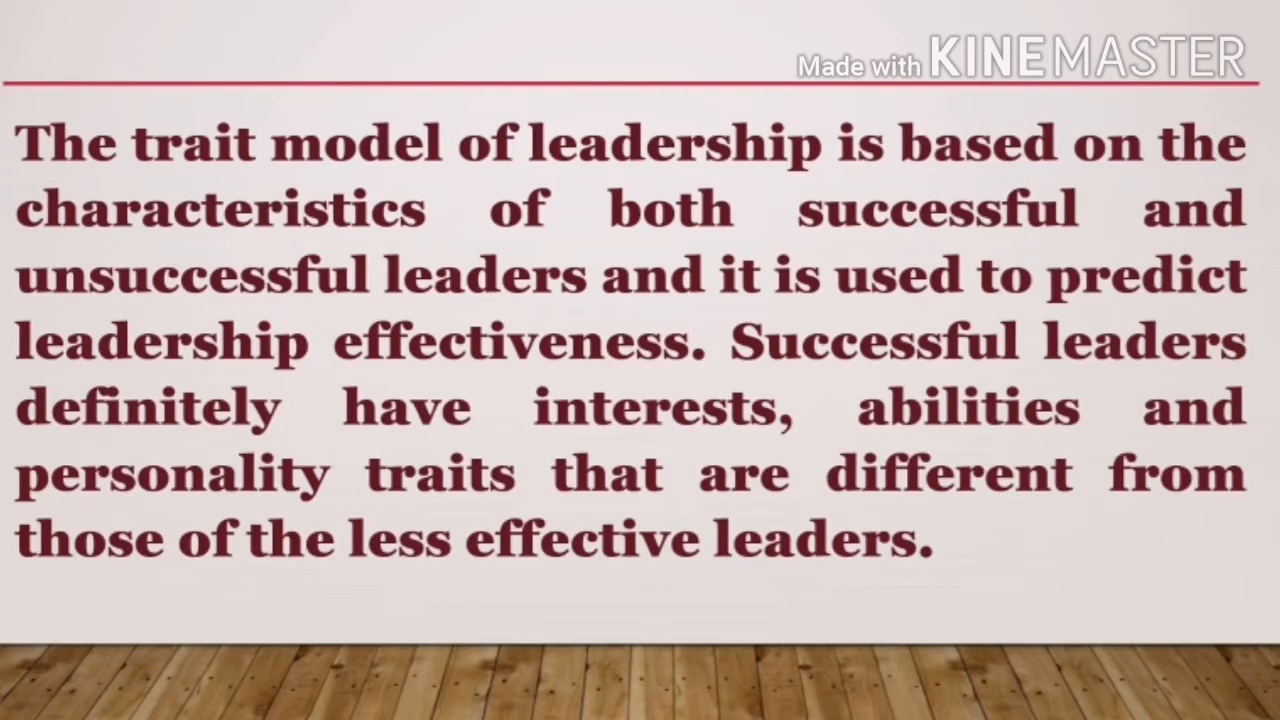 Made with KINEMASTER
The trait model of leadership is based on the
characteristics of both successful and
unsuccessful leaders and it is used to predict
leadership effectiveness. Successful leaders
definitely have interests, abilities and
personality traits that are different from
those of the less effective leaders.